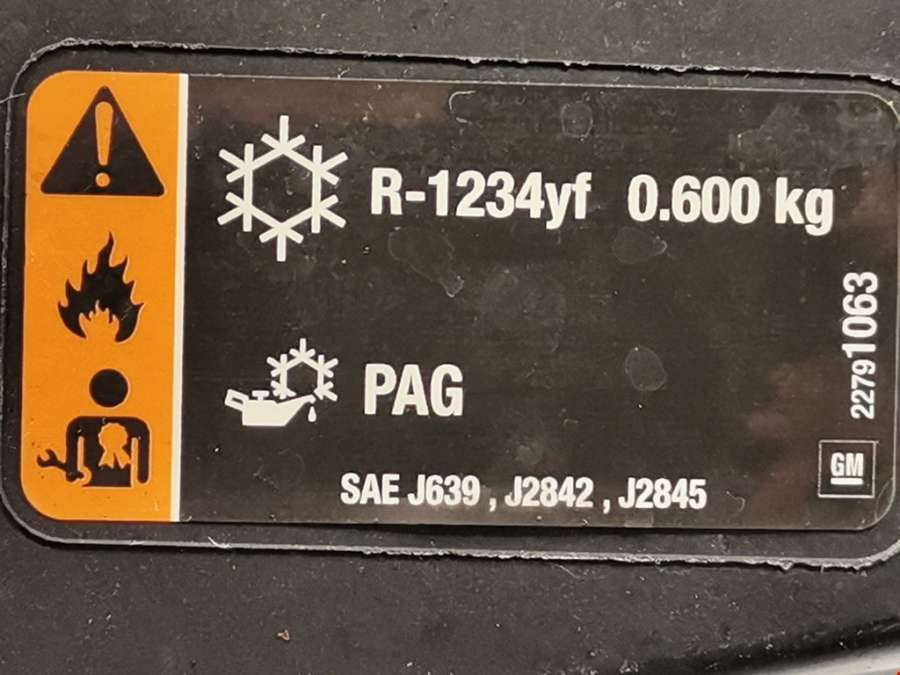 R-1234yf 0.600 kg
PAG
SAE J639 , J2842 , J2845
22791063
GM